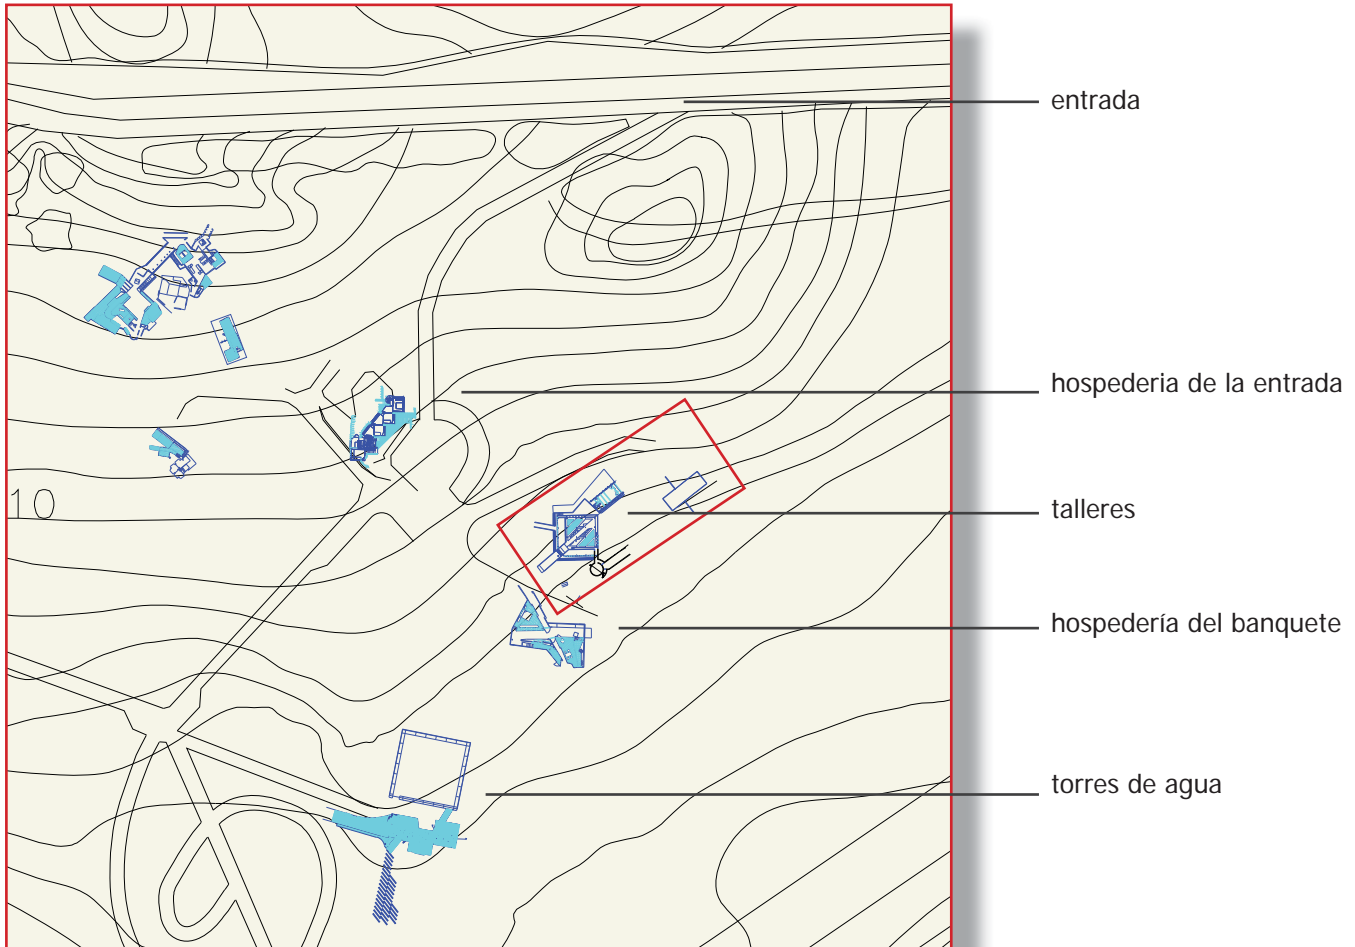 entrada
hospederia de la entrada
talleres
10
hospedería del banquete
torres de agua